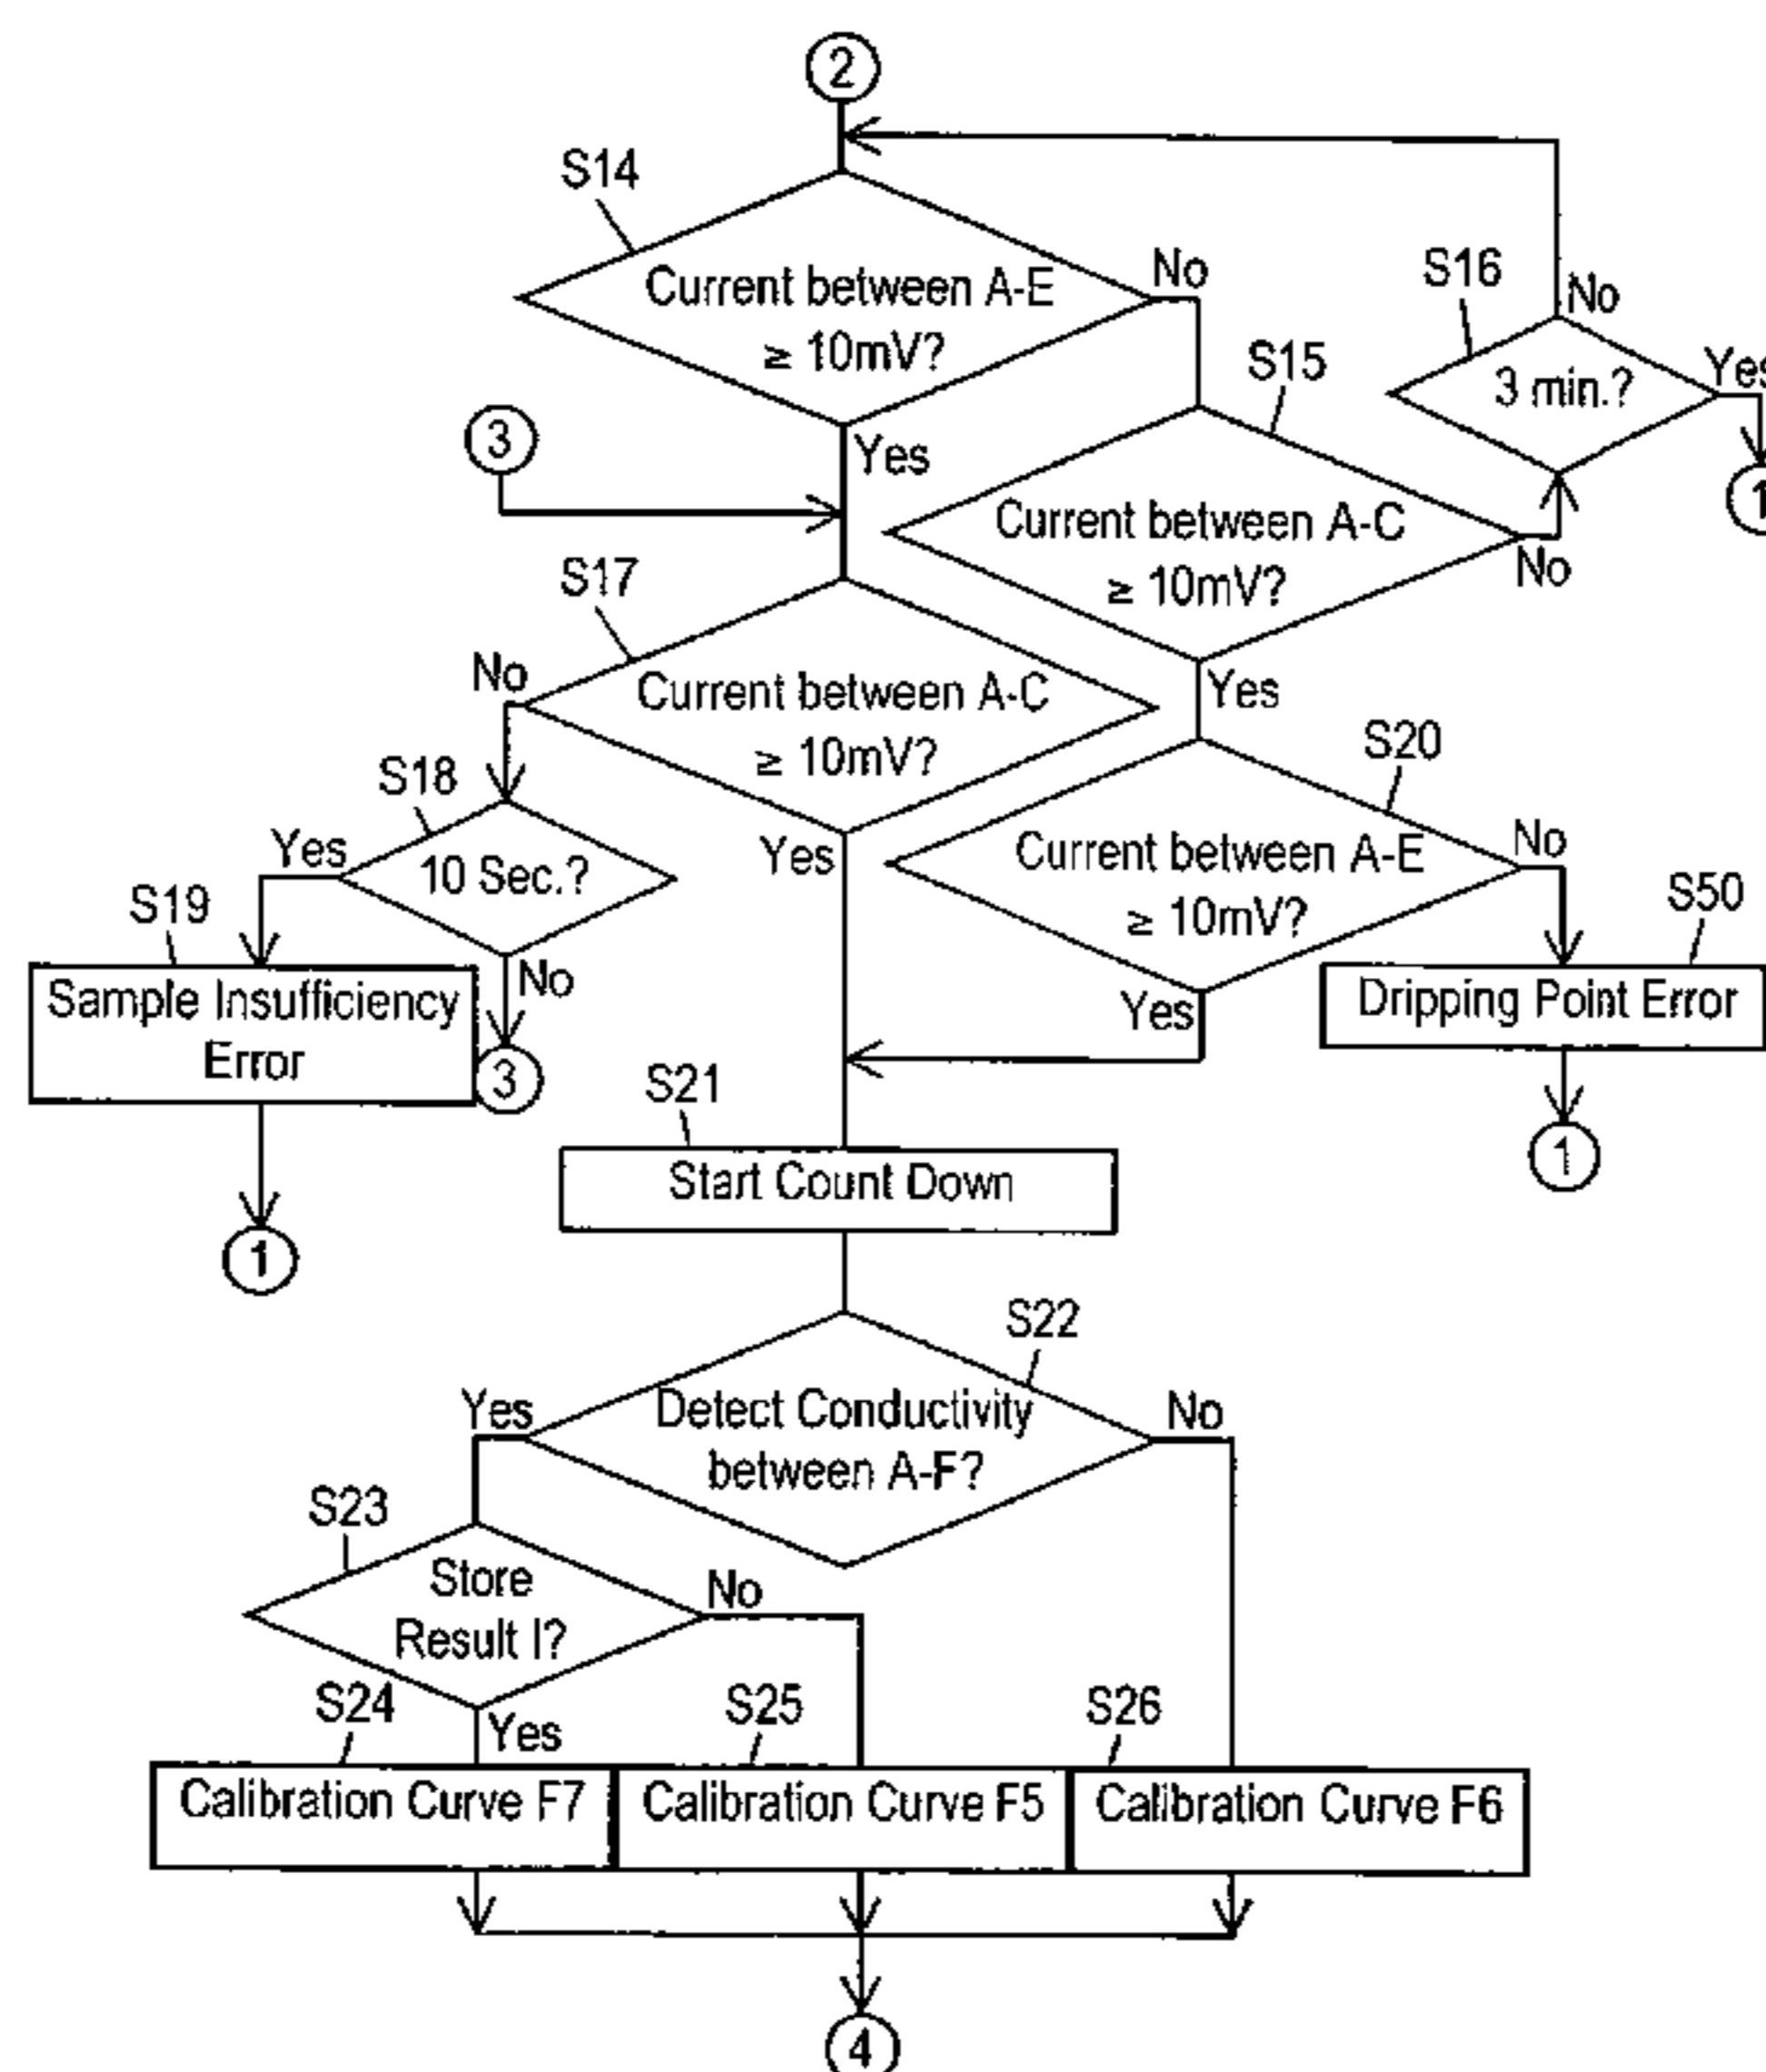 2
S14
Current between A-E
≥ 10mV?
No
S16
No
3 min.?
Yes
1
S15
3
Yes
Current between A-C
≥ 10mV?
No
S17
No
Current between A-C
≥ 10mV?
Yes
S20
S18
Yes
10 Sec.?
Yes
Current between A-E
≥ 10mV?
No
S50
S19
Sample Insufficiency
Error
No
3
Yes
Dripping Point Error
1
S21
Start Count Down
1
S22
Yes
Detect Conductivity
between A-F?
No
S23
Store
Result I?
No
S24
Yes
S25
S26
Calibration Curve F7
Calibration Curve F5
Calibration Curve F6
4